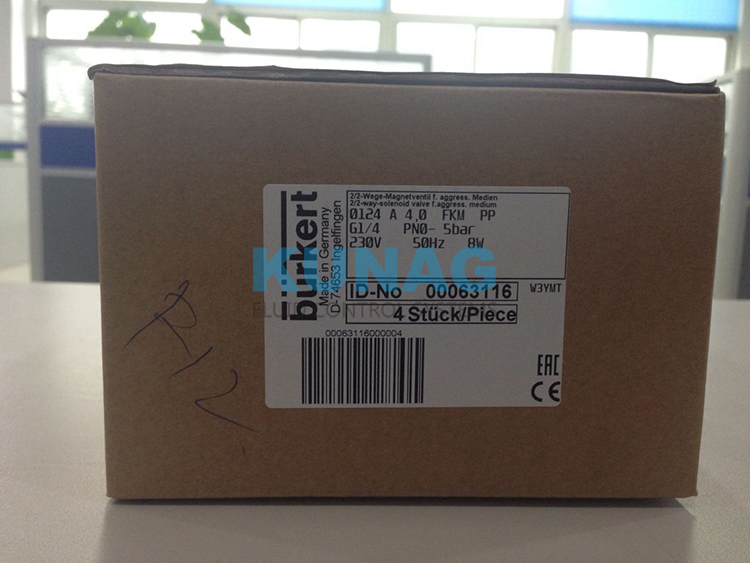 2/2-Wege-Magnetventil f. aggress. Medien
2/2-way-solenoid valve f. aggress. medium
0124 A 4,0 FKM PP
G1/4 PN0- 5bar
230V 50Hz 8W
bürkert
Made in Germany
D-74653 Ingelfingen
ID-No 00063116
W3YMT
4 Stück/Piece
00063116000004
EAC
CE
R12